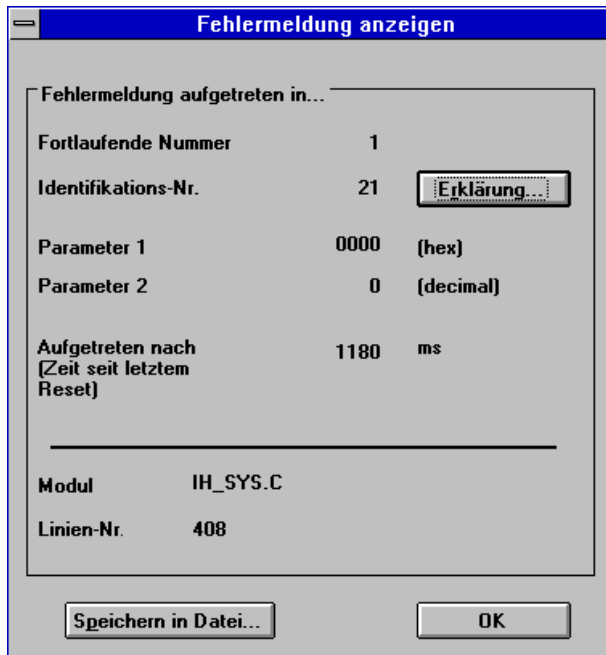 Fehlermeldung anzeigen
Fehlermeldung aufgetreten in...
Fortlaufende Nummer 1
Identifikations-Nr. 21 Erklärung...
Parameter 1 0000 (hex)
Parameter 2 0 (decimal)
Aufgetreten nach 1180 ms
(Zeit seit letztem
Reset)
Modul IH_SYS.C
Linien-Nr. 408
Speichern in Datei... OK